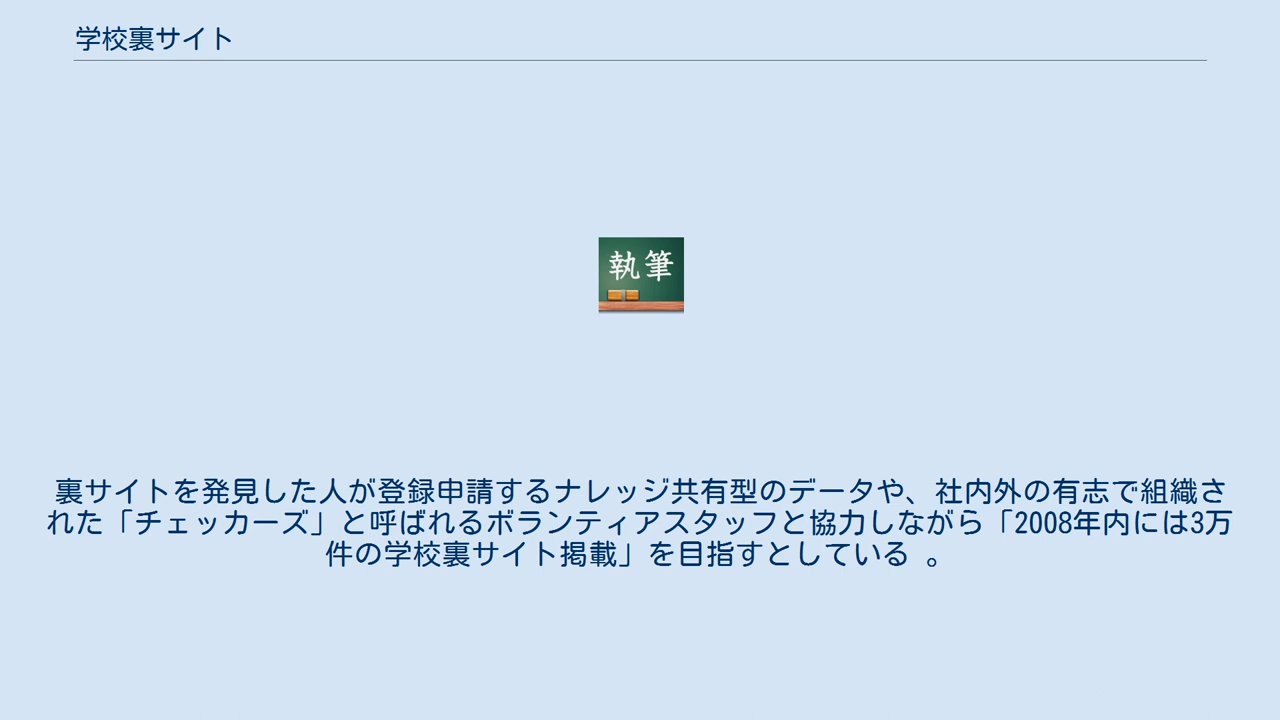 学校裏サイト
執筆
裏サイトを発見した人が登録申請するナレッジ共有型のデータや、社内外の有志で組織さ
れた「チェッカーズ」と呼ばれるボランティアスタッフと協力しながら「2008年内には3万
件の学校裏サイト掲載」を目指すとしている 。